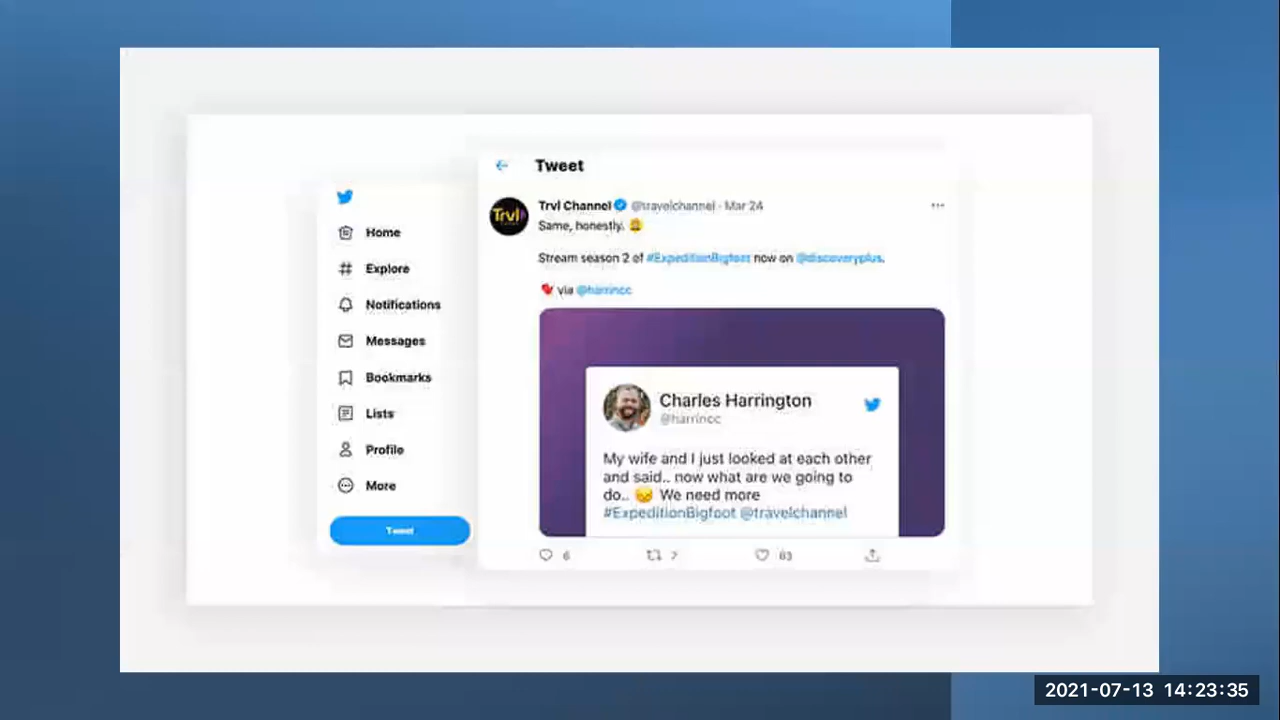 Tweet
Trvl Channel @travelchannel · Mar 24
Trvl
Same, honestly.
Stream season 2 of #ExpeditionBigfoot now on @discoveryplus.
via @harrincc
Home
Explore
Notifications
Messages
Bookmarks
Lists
Profile
More
Tweet
Charles Harrington
@harrincc
My wife and I just looked at each other
and said.. now what are we going to
do.. We need more
#ExpeditionBigfoot @travelchannel
6 7 63
2021-07-13 14:23:35